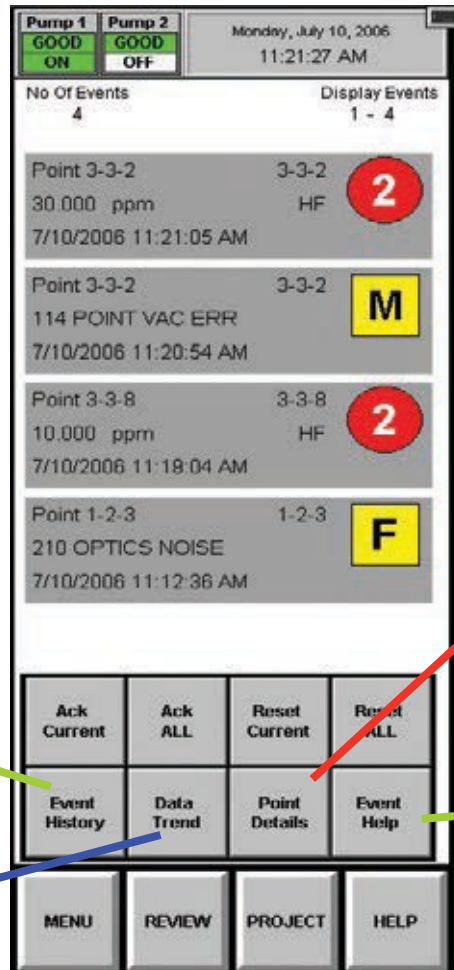 Pump 1 Pump 2 Monday, July 10, 2006
GOOD GOOD 11:21:27 AM
ON OFF
No Of Events Display Events
4 1 - 4
Point 3-3-2 3-3-2 2
30.000 ppm HF
7/10/2006 11:21:05 AM
Point 3-3-2 3-3-2 M
114 POINT VAC ERR
7/10/2006 11:20:54 AM
Point 3-3-8 3-3-8 2
10.000 ppm HF
7/10/2006 11:19:04 AM
Point 1-2-3 1-2-3 F
210 OPTICS NOISE
7/10/2006 11:12:36 AM
Ack Ack Reset Reset
Current ALL Current ALL
Event Data Point Event
History Trend Details Help
MENU REVIEW PROJECT HELP